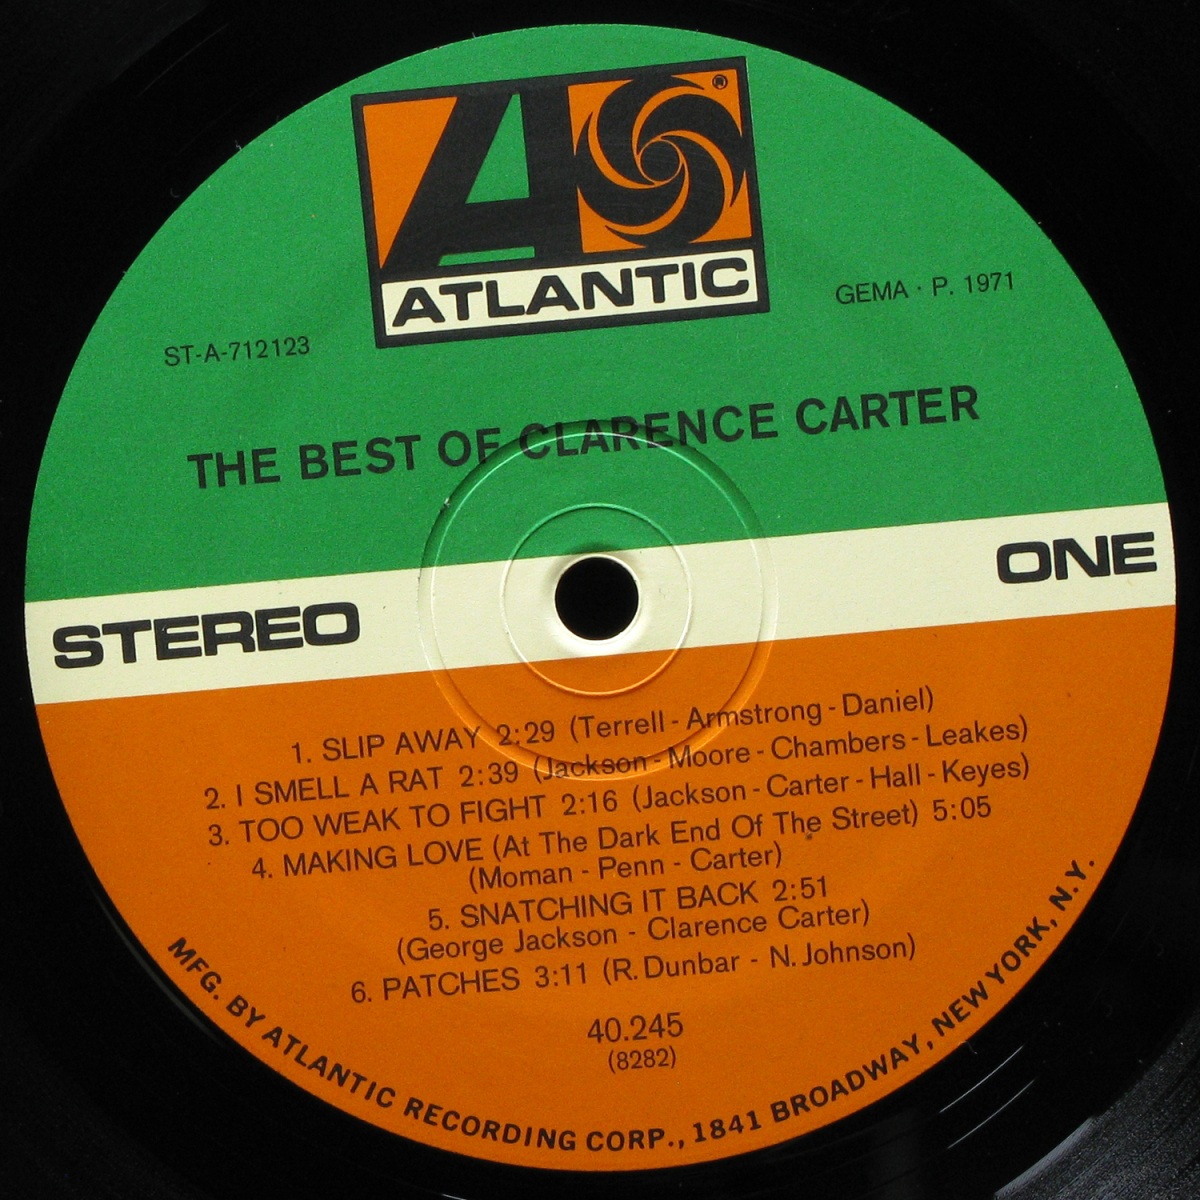 ®
ATLANTIC
GEMA · P. 1971
ST-A-712123
THE BEST OF CLARENCE CARTER
STEREO
ONE
1. SLIP AWAY 2:29 (Terrell - Armstrong - Daniel)
2. I SMELL A RAT 2:39 (Jackson - Moore - Chambers - Leakes)
3. TOO WEAK TO FIGHT 2:16 (Jackson - Carter - Hall - Keyes)
4. MAKING LOVE (At The Dark End Of The Street) 5:05
(Moman - Penn - Carter)
5. SNATCHING IT BACK 2:51
(George Jackson - Clarence Carter)
6. PATCHES 3:11 (R. Dunbar - N. Johnson)
40.245
(8282)
MFG. BY ATLANTIC RECORDING CORP., 1841 BROADWAY, NEW YORK, N.Y.